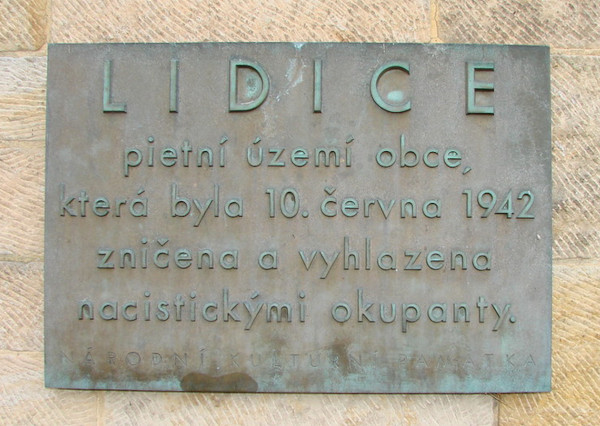 LIDICE
pietní území obce,
která byla 10. června 1942
zničena a vyhlazena
nacistickými okupanty.
NÁRODNÍ KULTURNÍ PAMÁTKA